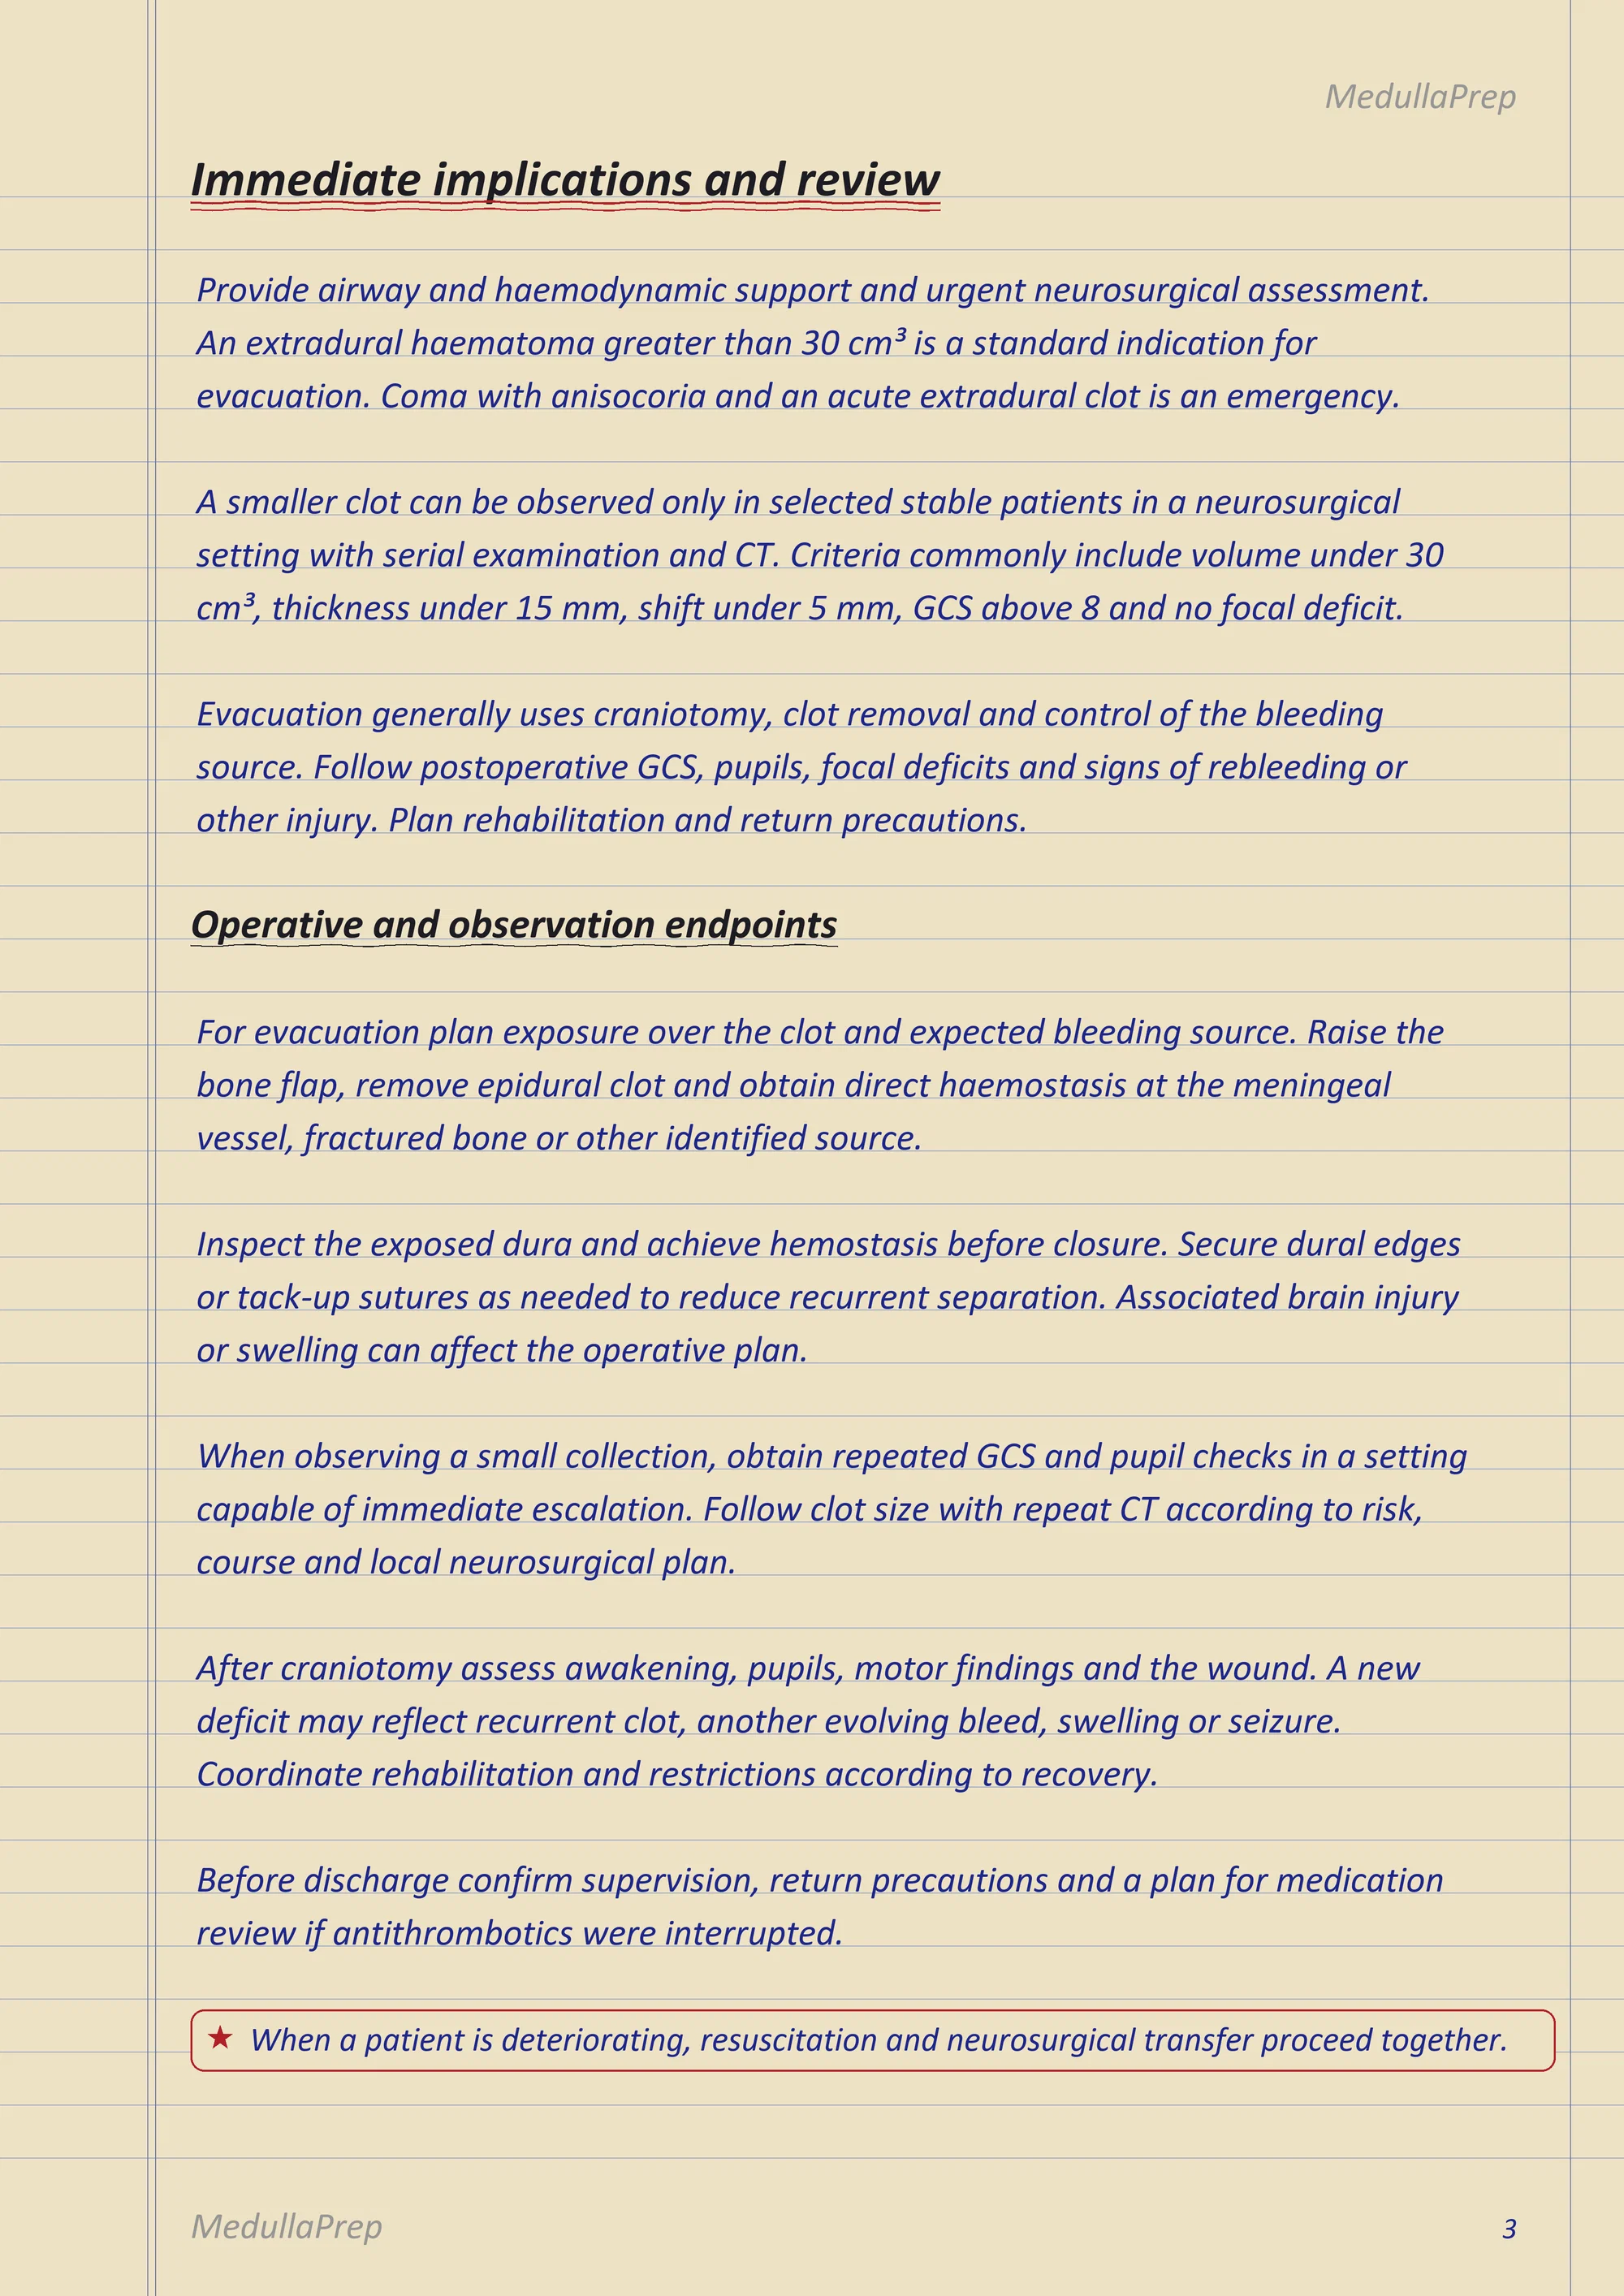 MedullaPrep
Immediate implications and review
Provide airway and haemodynamic support and urgent neurosurgical assessment.
An extradural haematoma greater than 30 cm³ is a standard indication for
evacuation. Coma with anisocoria and an acute extradural clot is an emergency.
A smaller clot can be observed only in selected stable patients in a neurosurgical
setting with serial examination and CT. Criteria commonly include volume under 30
cm³, thickness under 15 mm, shift under 5 mm, GCS above 8 and no focal deficit.
Evacuation generally uses craniotomy, clot removal and control of the bleeding
source. Follow postoperative GCS, pupils, focal deficits and signs of rebleeding or
other injury. Plan rehabilitation and return precautions.
Operative and observation endpoints
For evacuation plan exposure over the clot and expected bleeding source. Raise the
bone flap, remove epidural clot and obtain direct haemostasis at the meningeal
vessel, fractured bone or other identified source.
Inspect the exposed dura and achieve hemostasis before closure. Secure dural edges
or tack-up sutures as needed to reduce recurrent separation. Associated brain injury
or swelling can affect the operative plan.
When observing a small collection, obtain repeated GCS and pupil checks in a setting
capable of immediate escalation. Follow clot size with repeat CT according to risk,
course and local neurosurgical plan.
After craniotomy assess awakening, pupils, motor findings and the wound. A new
deficit may reflect recurrent clot, another evolving bleed, swelling or seizure.
Coordinate rehabilitation and restrictions according to recovery.
Before discharge confirm supervision, return precautions and a plan for medication
review if antithrombotics were interrupted.
★ When a patient is deteriorating, resuscitation and neurosurgical transfer proceed together.
MedullaPrep
3